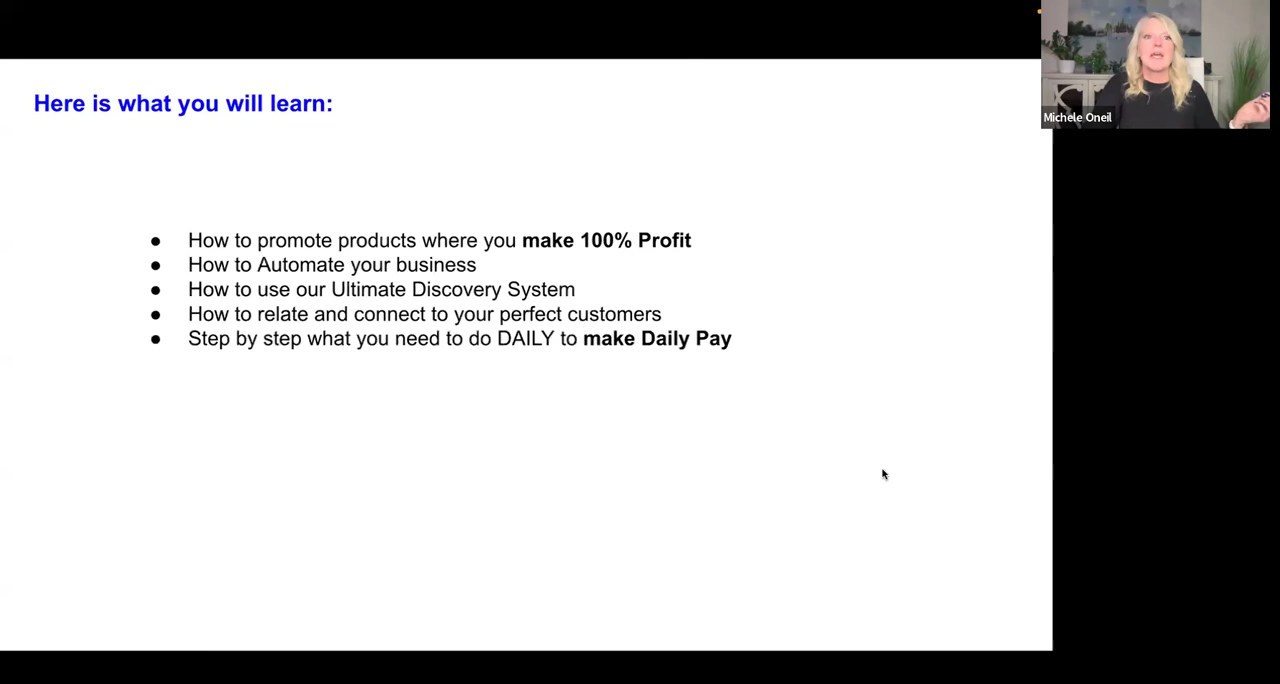 Here is what you will learn:
Michele Oneil
● How to promote products where you make 100% Profit
● How to Automate your business
● How to use our Ultimate Discovery System
● How to relate and connect to your perfect customers
● Step by step what you need to do DAILY to make Daily Pay